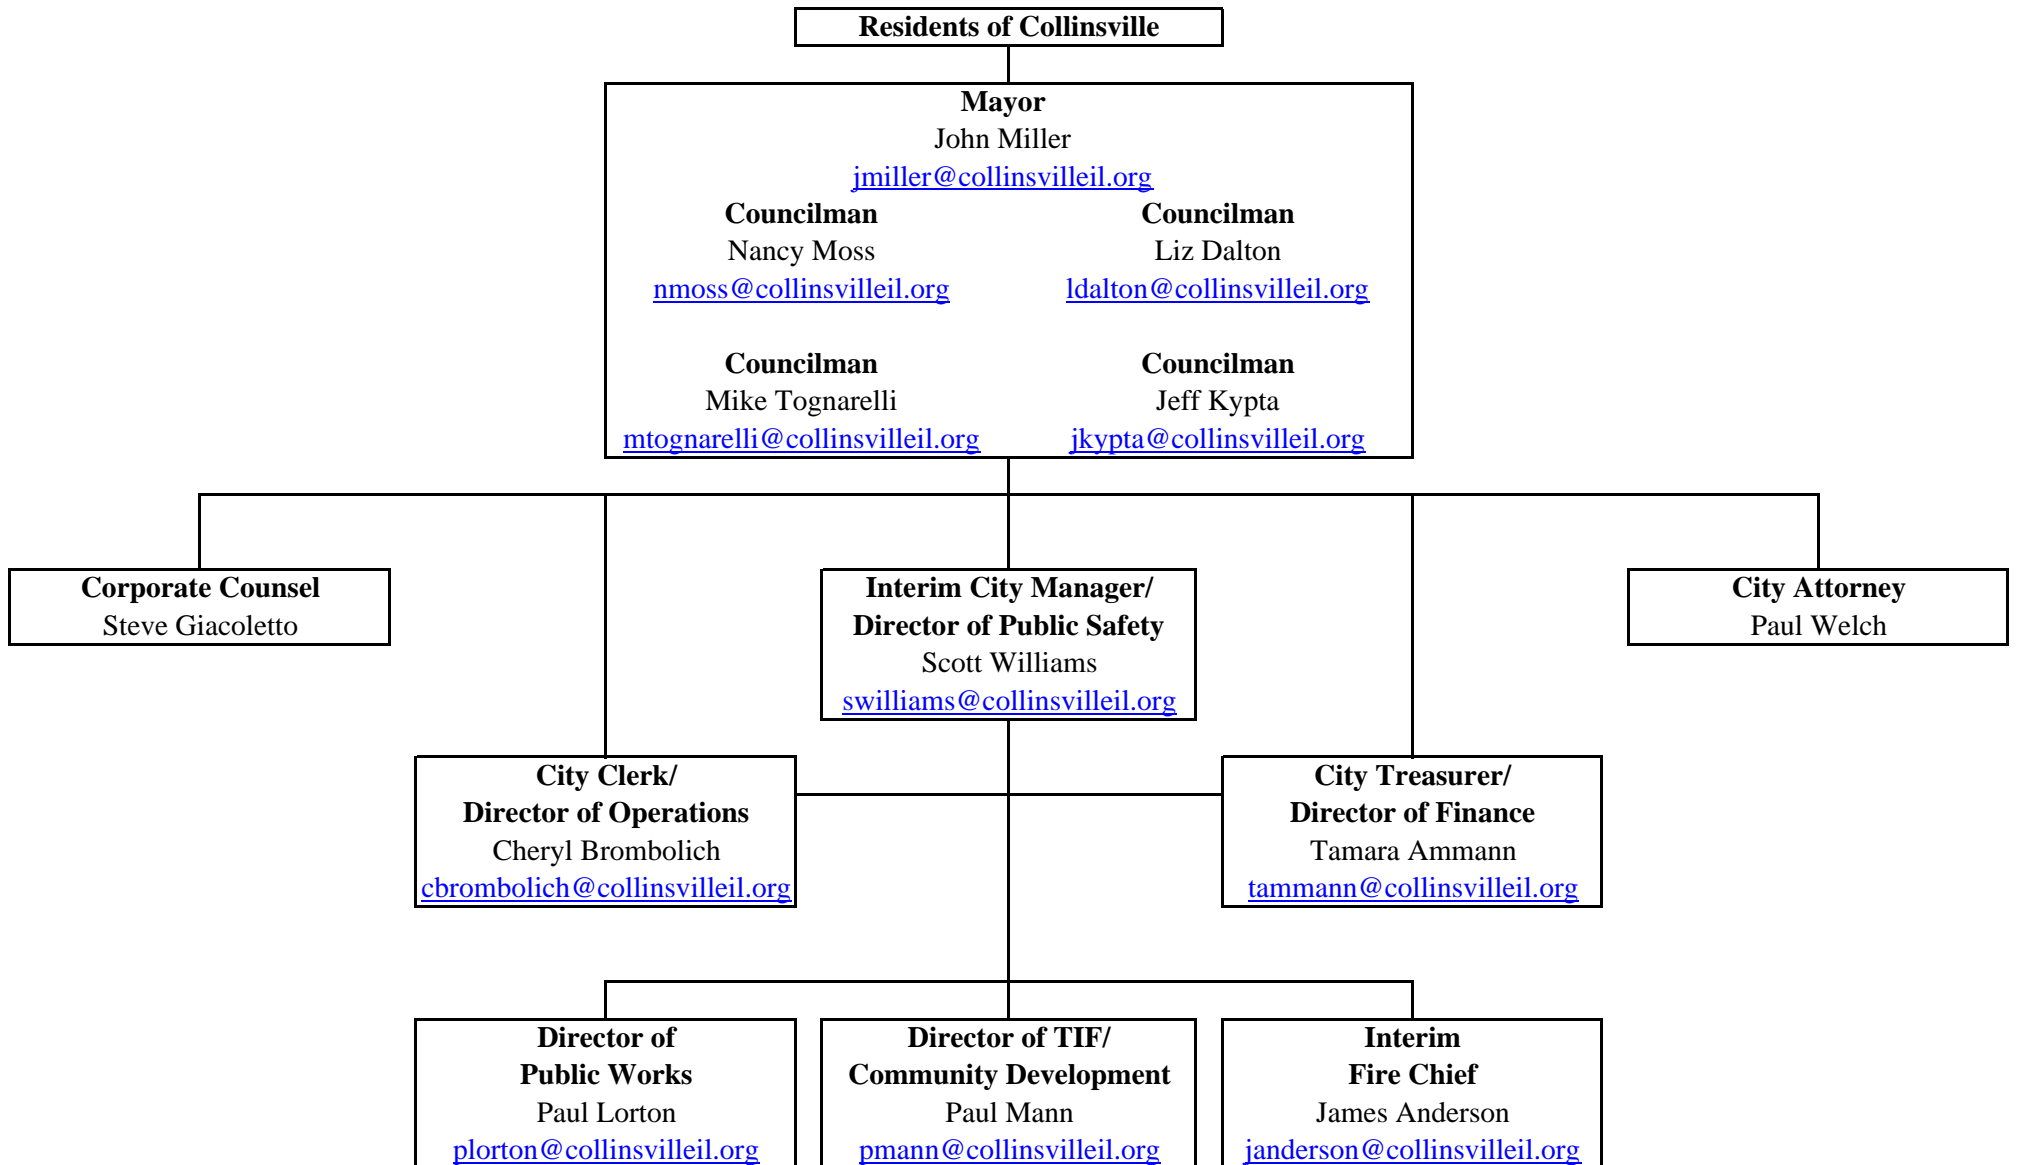 Residents of Collinsville
Mayor
John Miller
jmiller@collinsvilleil.org
Councilman
Nancy Moss
nmoss@collinsvilleil.org
Councilman
Liz Dalton
ldalton@collinsvilleil.org
Councilman
Mike Tognarelli
mtognarelli@collinsvilleil.org
Councilman
Jeff Kypta
jkypta@collinsvilleil.org
Corporate Counsel
Steve Giacoletto
Interim City Manager/
Director of Public Safety
Scott Williams
swilliams@collinsvilleil.org
City Attorney
Paul Welch
City Clerk/
Director of Operations
Cheryl Brombolich
cbrombolich@collinsvilleil.org
City Treasurer/
Director of Finance
Tamara Ammann
tammann@collinsvilleil.org
Director of
Public Works
Paul Lorton
plorton@collinsvilleil.org
Director of TIF/
Community Development
Paul Mann
pmann@collinsvilleil.org
Interim
Fire Chief
James Anderson
janderson@collinsvilleil.org